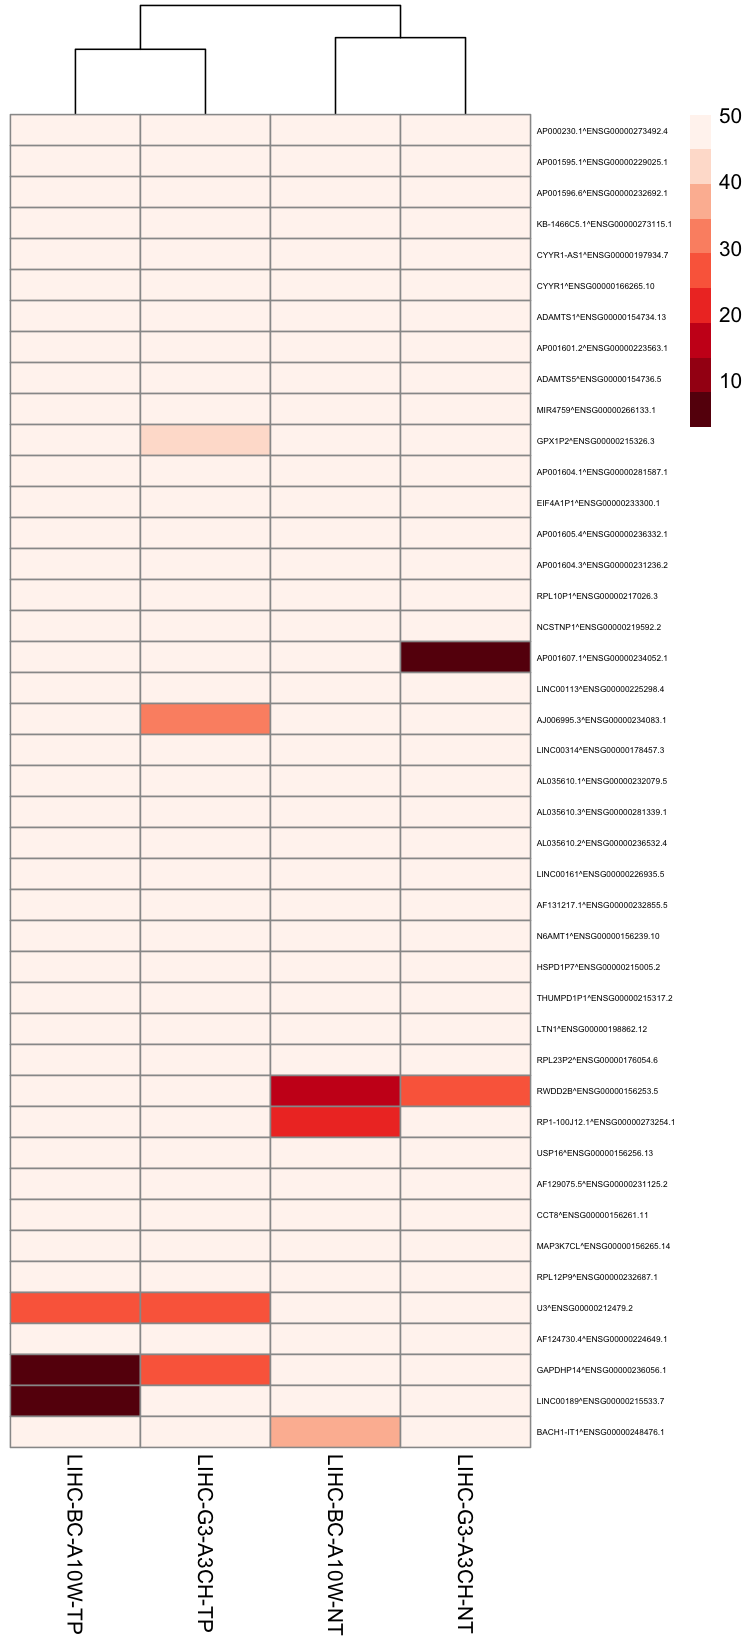 50
40
30
20
10
AP000230.1^ENSG00000273492.4
AP001595.1^ENSG00000229025.1
AP001596.6^ENSG00000232692.1
KB-1466C5.1^ENSG00000273115.1
CYYR1-AS1^ENSG00000197934.7
CYYR1^ENSG00000166265.10
ADAMTS1^ENSG00000154734.13
AP001601.2^ENSG00000223563.1
ADAMTS5^ENSG00000154736.5
MIR4759^ENSG00000266133.1
GPX1P2^ENSG00000215326.3
AP001604.1^ENSG00000281587.1
EIF4A1P1^ENSG00000233300.1
AP001605.4^ENSG00000236332.1
AP001604.3^ENSG00000231236.2
RPL10P1^ENSG00000217026.3
NCSTNP1^ENSG00000219592.2
AP001607.1^ENSG00000234052.1
LINC00113^ENSG00000225298.4
AJ006995.3^ENSG00000234083.1
LINC00314^ENSG00000178457.3
AL035610.1^ENSG00000232079.5
AL035610.3^ENSG00000281339.1
AL035610.2^ENSG00000236532.4
LINC00161^ENSG00000226935.5
AF131217.1^ENSG00000232855.5
N6AMT1^ENSG00000156239.10
HSPD1P7^ENSG00000215005.2
THUMPD1P1^ENSG00000215317.2
LTN1^ENSG00000198862.12
RPL23P2^ENSG00000176054.6
RWDD2B^ENSG00000156253.5
RP1-100J12.1^ENSG00000273254.1
USP16^ENSG00000156256.13
AF129075.5^ENSG00000231125.2
CCT8^ENSG00000156261.11
MAP3K7CL^ENSG00000156265.14
RPL12P9^ENSG00000232687.1
U3^ENSG00000212479.2
AF124730.4^ENSG00000224649.1
GAPDHP14^ENSG00000236056.1
LINC00189^ENSG00000215533.7
BACH1-IT1^ENSG00000248476.1
LIHC-BC-A10W-TP
LIHC-G3-A3CH-TP
LIHC-BC-A10W-NT
LIHC-G3-A3CH-NT